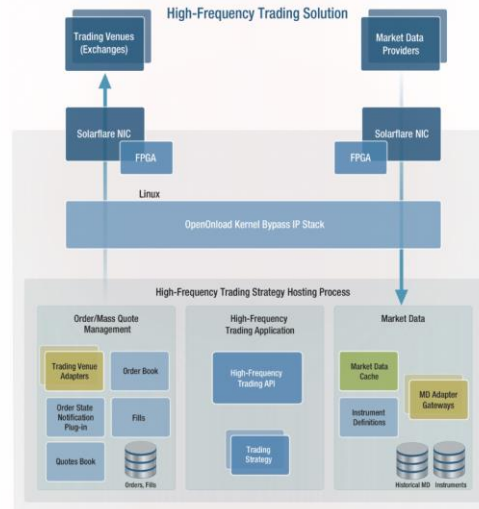 High-Frequency Trading Solution
Trading Venues
(Exchanges)
Market Data
Providers
Solarflare NIC
FPGA
Solarflare NIC
FPGA
Linux
OpenOnload Kernel Bypass IP Stack
High-Frequency Trading Strategy Hosting Process
Order/Mass Quote
Management
Trading Venue
Adapters
Order Book
Order State
Notification
Plug-in
Fills
Quotes Book
Orders, Fills
High-Frequency
Trading Application
High-Frequency
Trading API
Trading
Strategy
Market Data
Market Data
Cache
MD Adapter
Gateways
Instrument
Definitions
Historical MD
Instruments